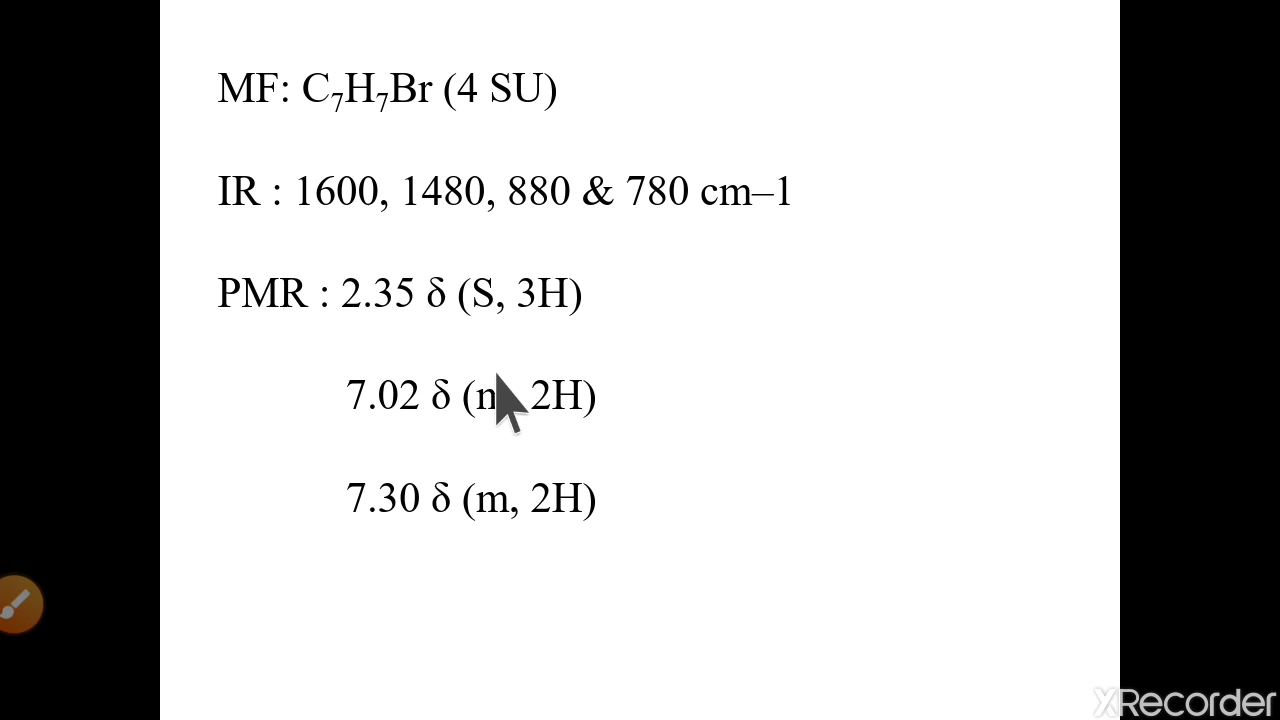 MF: C₇H₇Br (4 SU)
IR : 1600, 1480, 880 & 780 cm–1
PMR : 2.35 δ (S, 3H)
7.02 δ ( 2H)
7.30 δ (m, 2H)
XRecorder